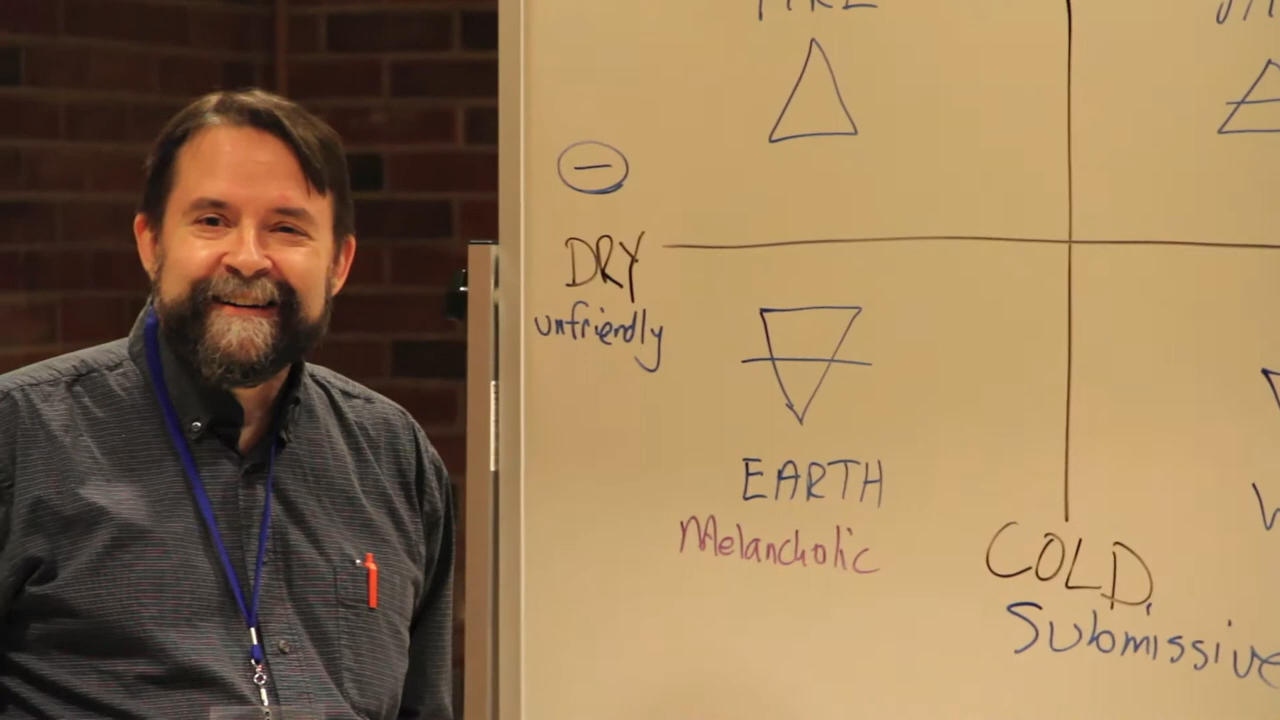 DRY
unfriendly
EARTH
Melancholic
COLD
Submissive